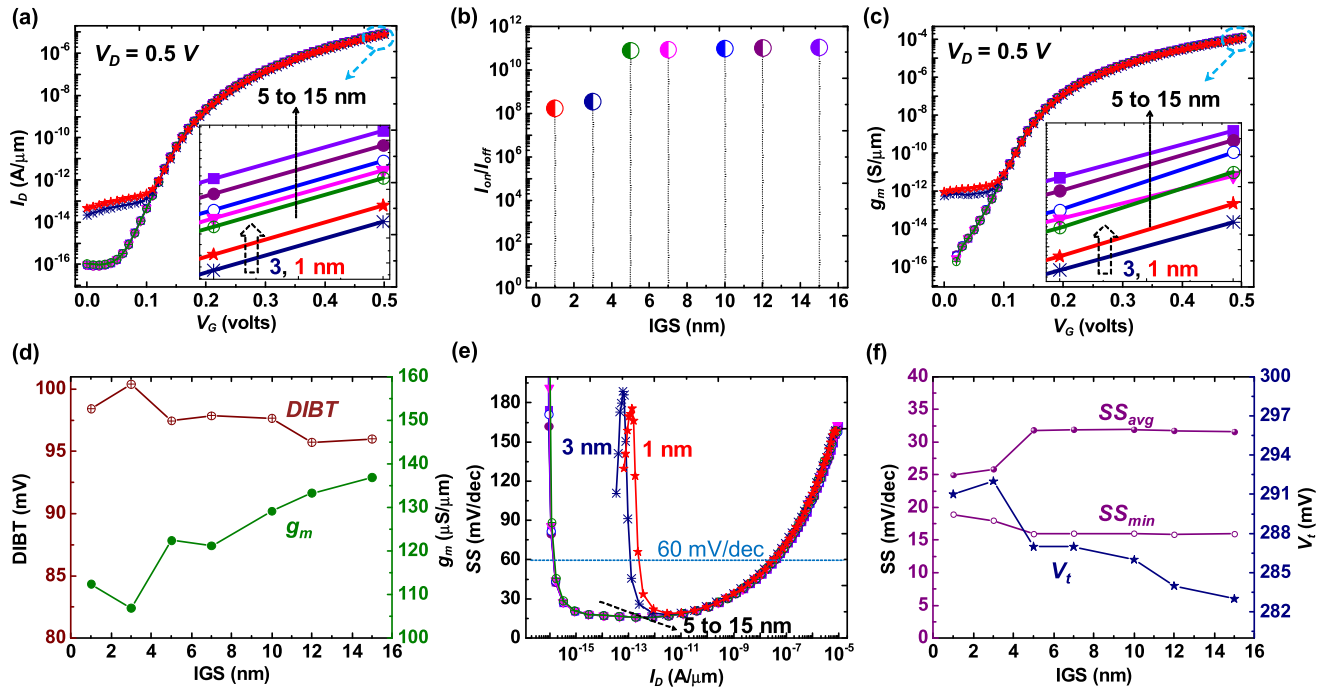 (a)
V_D = 0.5 V
5 to 15 nm
3, 1 nm
I_D (A/μm)
10^-6
10^-8
10^-10
10^-12
10^-14
10^-16
0.0 0.1 0.2 0.3 0.4 0.5
V_G (volts)
(b)
I_on/I_off
10^12
10^10
10^8
10^6
10^4
10^2
10^0
0 2 4 6 8 10 12 14 16
IGS (nm)
(c)
V_D = 0.5 V
5 to 15 nm
3, 1 nm
g_m (S/μm)
10^-4
10^-6
10^-8
10^-10
10^-12
10^-14
10^-16
0.0 0.1 0.2 0.3 0.4 0.5
V_G (volts)
(d)
DIBT
g_m
DIBT (mV)
100
95
90
85
80
g_m (μS/μm)
160
150
140
130
120
110
100
0 2 4 6 8 10 12 14 16
IGS (nm)
(e)
3 nm
1 nm
60 mV/dec
5 to 15 nm
SS (mV/dec)
180
150
120
90
60
30
0
10^-15 10^-13 10^-11 10^-9 10^-7 10^-5
I_D (A/μm)
(f)
SS_avg
SS_min
V_t
SS (mV/dec)
40
35
30
25
20
15
10
5
0
V_t (mV)
300
297
294
291
288
285
282
0 2 4 6 8 10 12 14 16
IGS (nm)